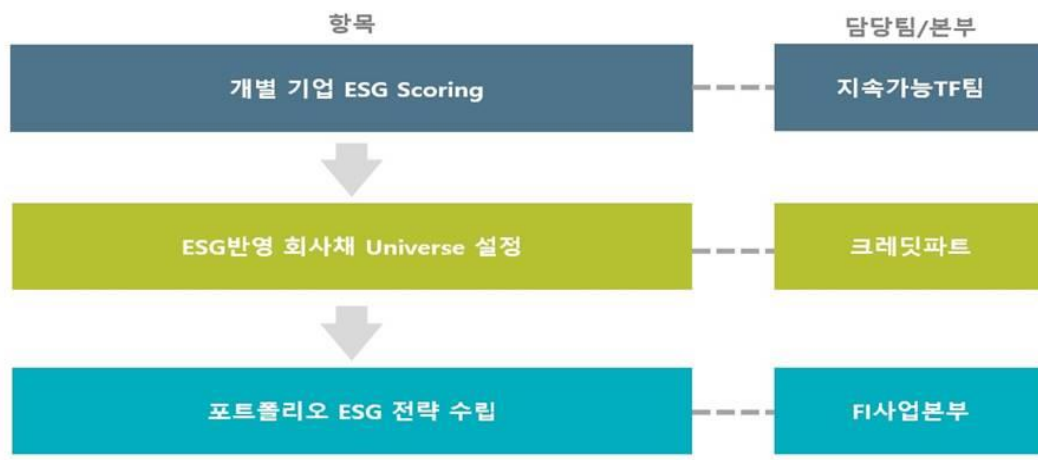 항목
담당팀/본부
개별 기업 ESG Scoring
지속가능TF팀
ESG반영 회사채 Universe 설정
크레딧파트
포트폴리오 ESG 전략 수립
FI사업본부